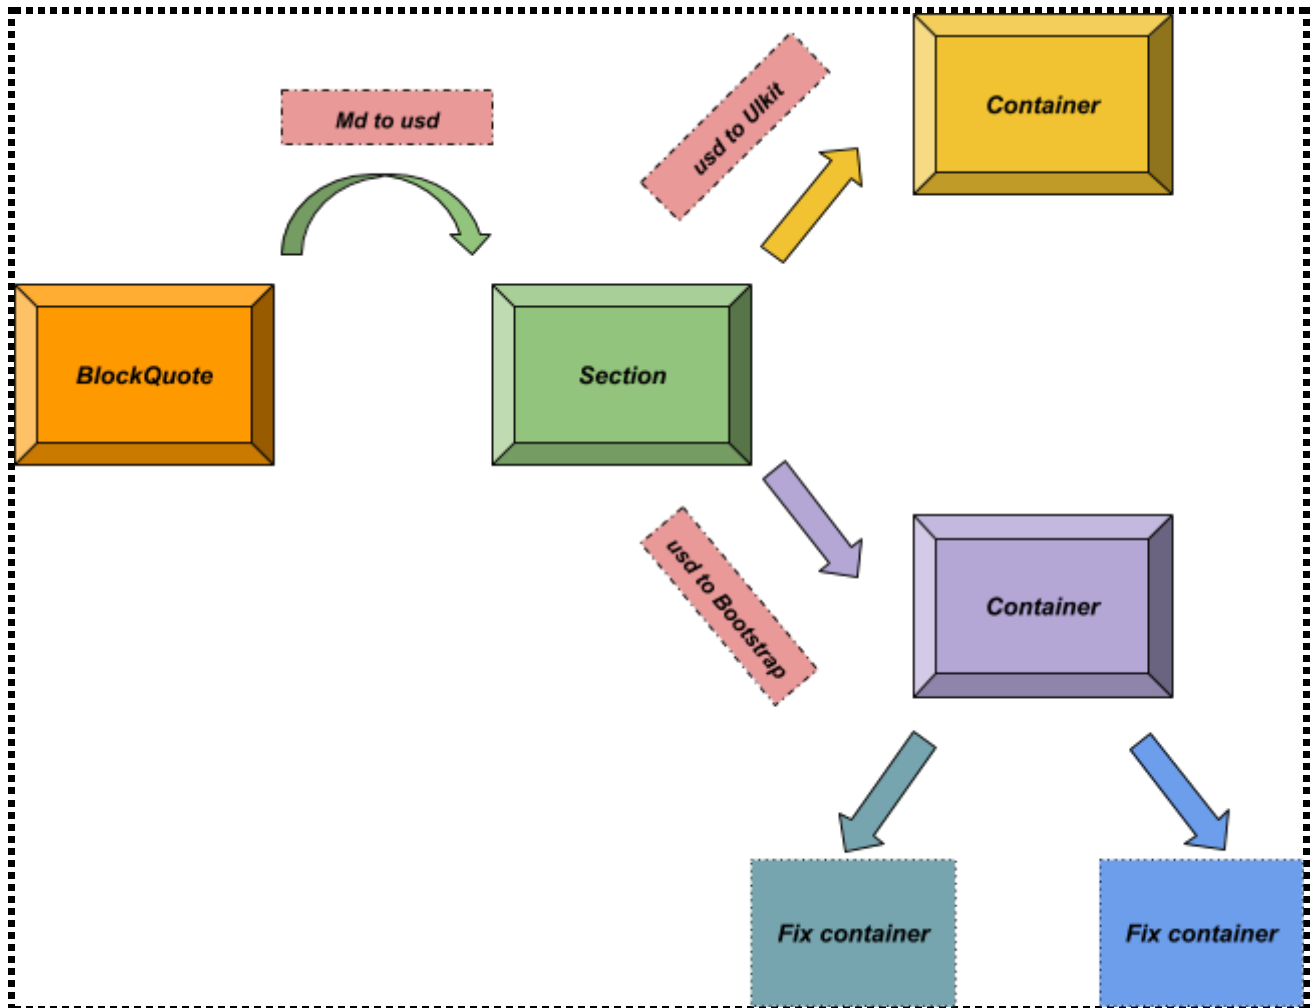 Md to usd
usd to UIkit
Container
BlockQuote
Section
usd to Bootstrap
Container
Fix container
Fix container